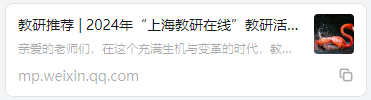 教研推荐 | 2024年“上海教研在线”教研活...
亲爱的老师们，在这个充满生机与变革的时代，教...
mp.weixin.qq.com